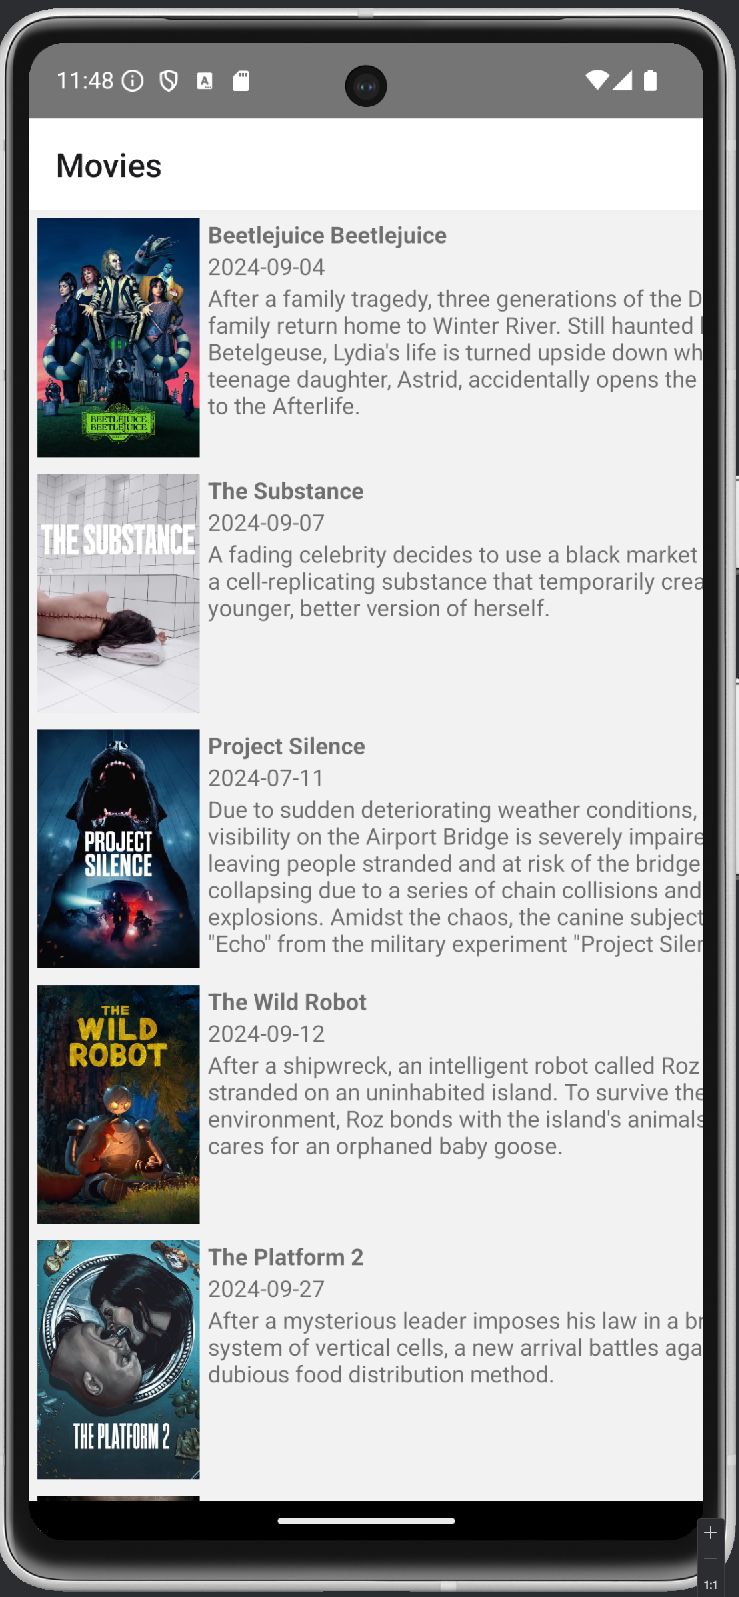 11:48
Movies
BEETLEJUICE
BEETLEJUICE
Beetlejuice Beetlejuice
2024-09-04
After a family tragedy, three generations of the D
family return home to Winter River. Still haunted
Betelgeuse, Lydia's life is turned upside down wh
teenage daughter, Astrid, accidentally opens the
to the Afterlife.
THE SUBSTANCE
The Substance
2024-09-07
A fading celebrity decides to use a black market
a cell-replicating substance that temporarily crea
younger, better version of herself.
PROJECT
SILENCE
Project Silence
2024-07-11
Due to sudden deteriorating weather conditions,
visibility on the Airport Bridge is severely impaire
leaving people stranded and at risk of the bridge
collapsing due to a series of chain collisions and
explosions. Amidst the chaos, the canine subject
"Echo" from the military experiment "Project Siler
THE
WILD
ROBOT
The Wild Robot
2024-09-12
After a shipwreck, an intelligent robot called Roz
stranded on an uninhabited island. To survive the
environment, Roz bonds with the island's animals
cares for an orphaned baby goose.
THE PLATFORM 2
The Platform 2
2024-09-27
After a mysterious leader imposes his law in a br
system of vertical cells, a new arrival battles aga
dubious food distribution method.
1:1